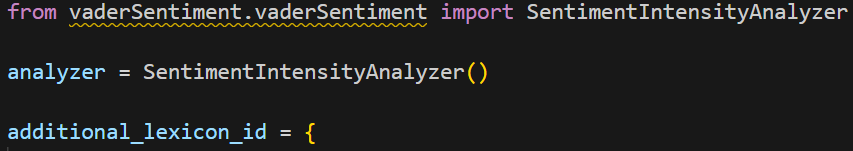 from vaderSentiment.vaderSentiment import SentimentIntensityAnalyzer
analyzer = SentimentIntensityAnalyzer()
additional_lexicon_id = {